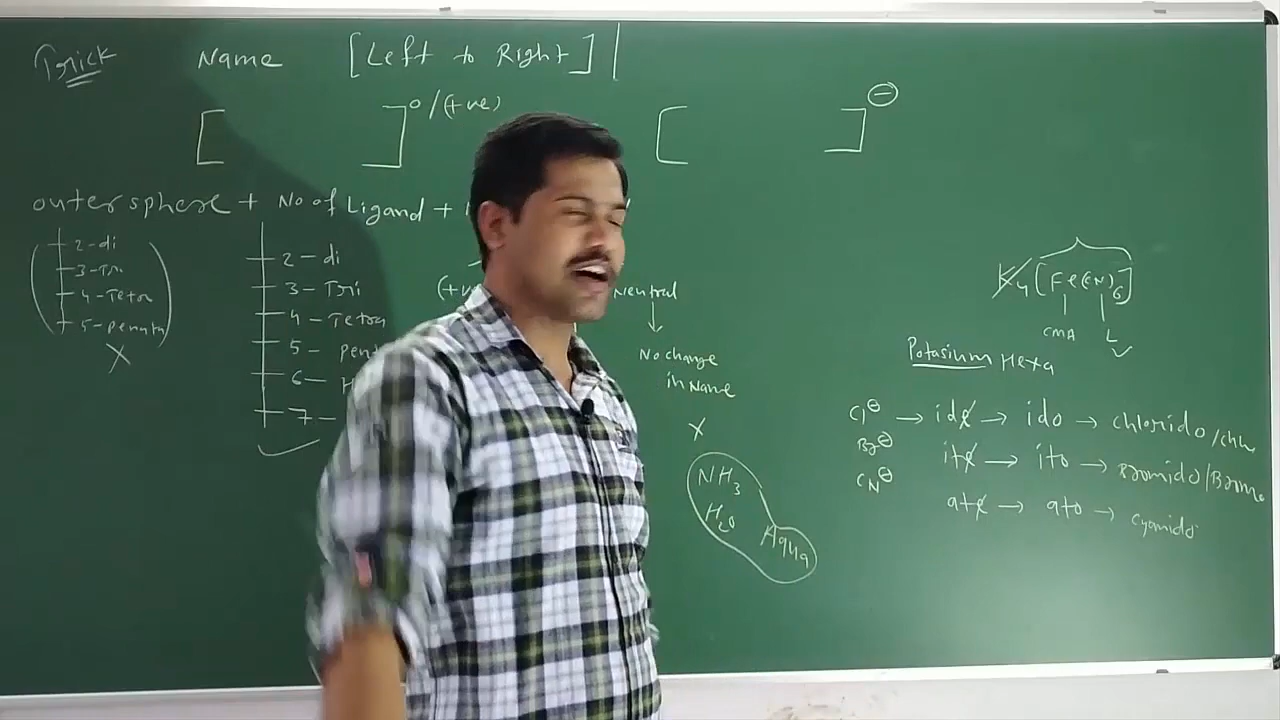 Trick Name [Left to Right]
[ ]0/(+ve) [ ]⊖
outersphere + No of Ligand +
2-di
3-Tri
4-Tetra
5-Penta
X
2-di
3-Tri
4-Tetra
5-
6-
7-
Neutral
No change
in Name
X
NH3
H2O
Aqua
K4[Fe(CN)6]
CMA L
Potasium Hexa
Cl⊖ → ide → ido → chlorido/
Br⊖ ite → ito → Bromido/Bromo
CN⊖ ate → ato → cyanido